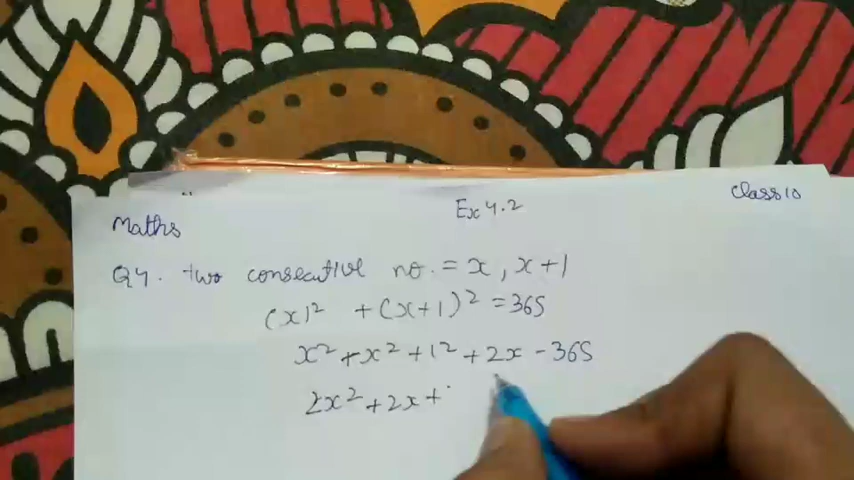 Maths Ex 4.2 Class 10
Q4. two consecutive no. = x, x+1
(x)² + (x+1)² = 365
x² + x² + 1² + 2x - 365
2x² + 2x +